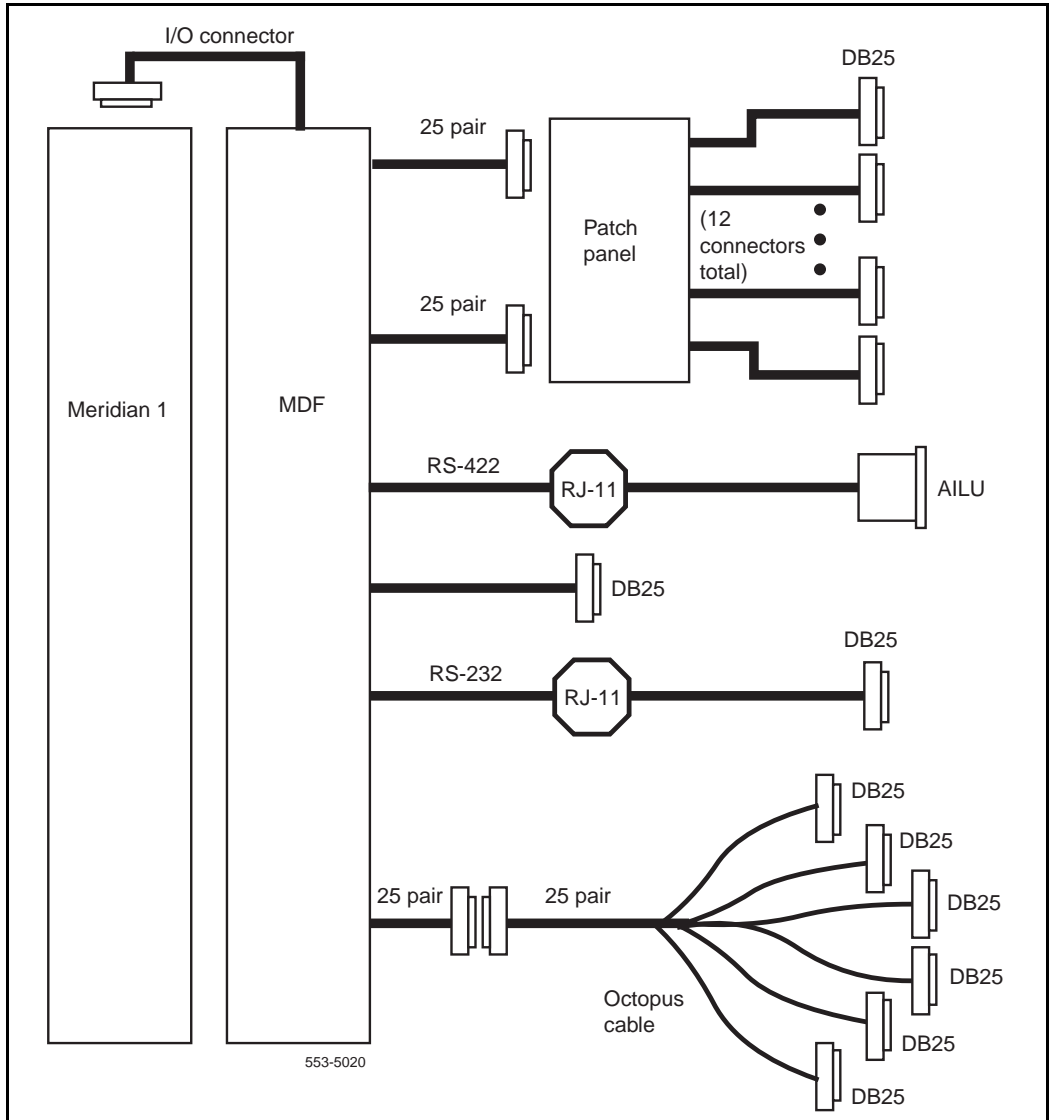 I/O connector
DB25
25 pair
(12
connectors
total)
Patch
panel
25 pair
Meridian 1
MDF
RS-422
RJ-11
AILU
DB25
DB25
RS-232
RJ-11
DB25
DB25
25 pair
25 pair
DB25
DB25
Octopus
cable
DB25
553-5020
DB25